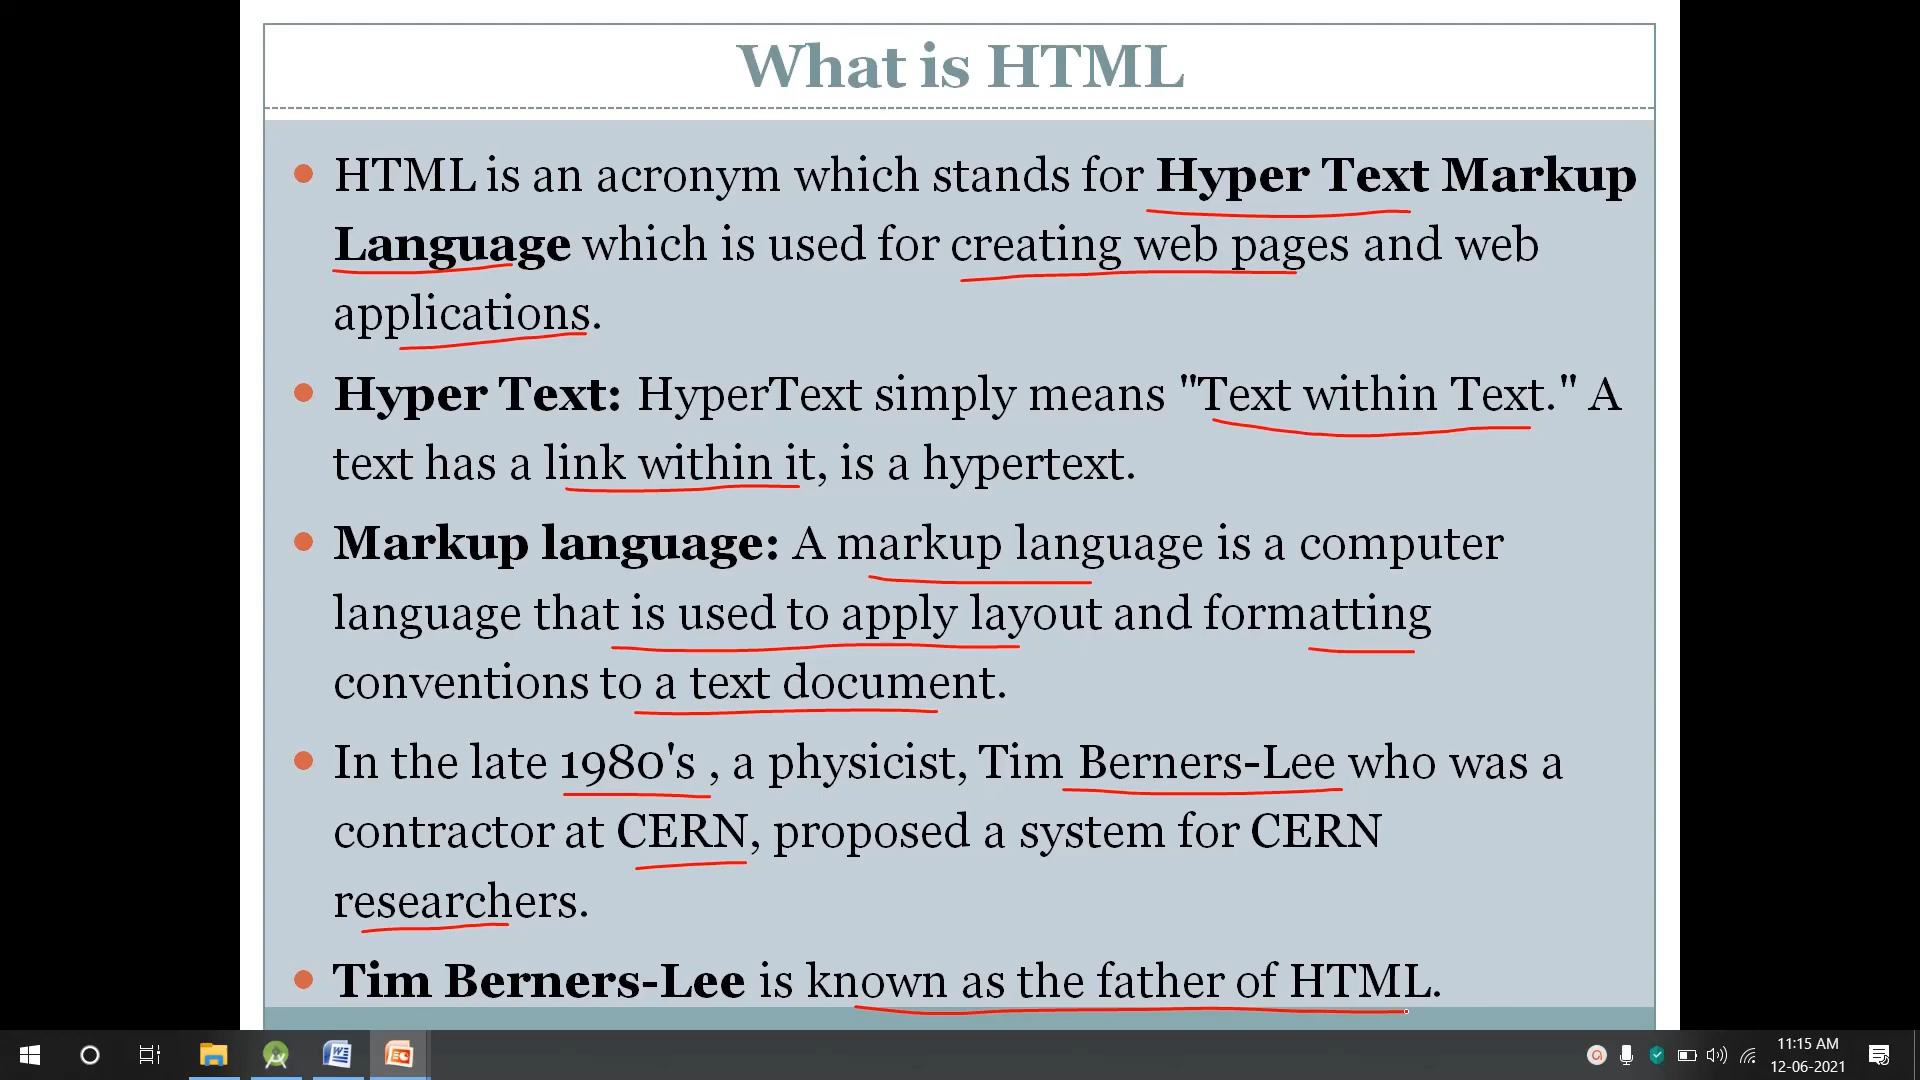 What is HTML
HTML is an acronym which stands for Hyper Text Markup
Language which is used for creating web pages and web
applications.
Hyper Text: HyperText simply means "Text within Text." A
text has a link within it, is a hypertext.
Markup language: A markup language is a computer
language that is used to apply layout and formatting
conventions to a text document.
In the late 1980's , a physicist, Tim Berners-Lee who was a
contractor at CERN, proposed a system for CERN
researchers.
Tim Berners-Lee is known as the father of HTML.
11:15 AM
12-06-2021